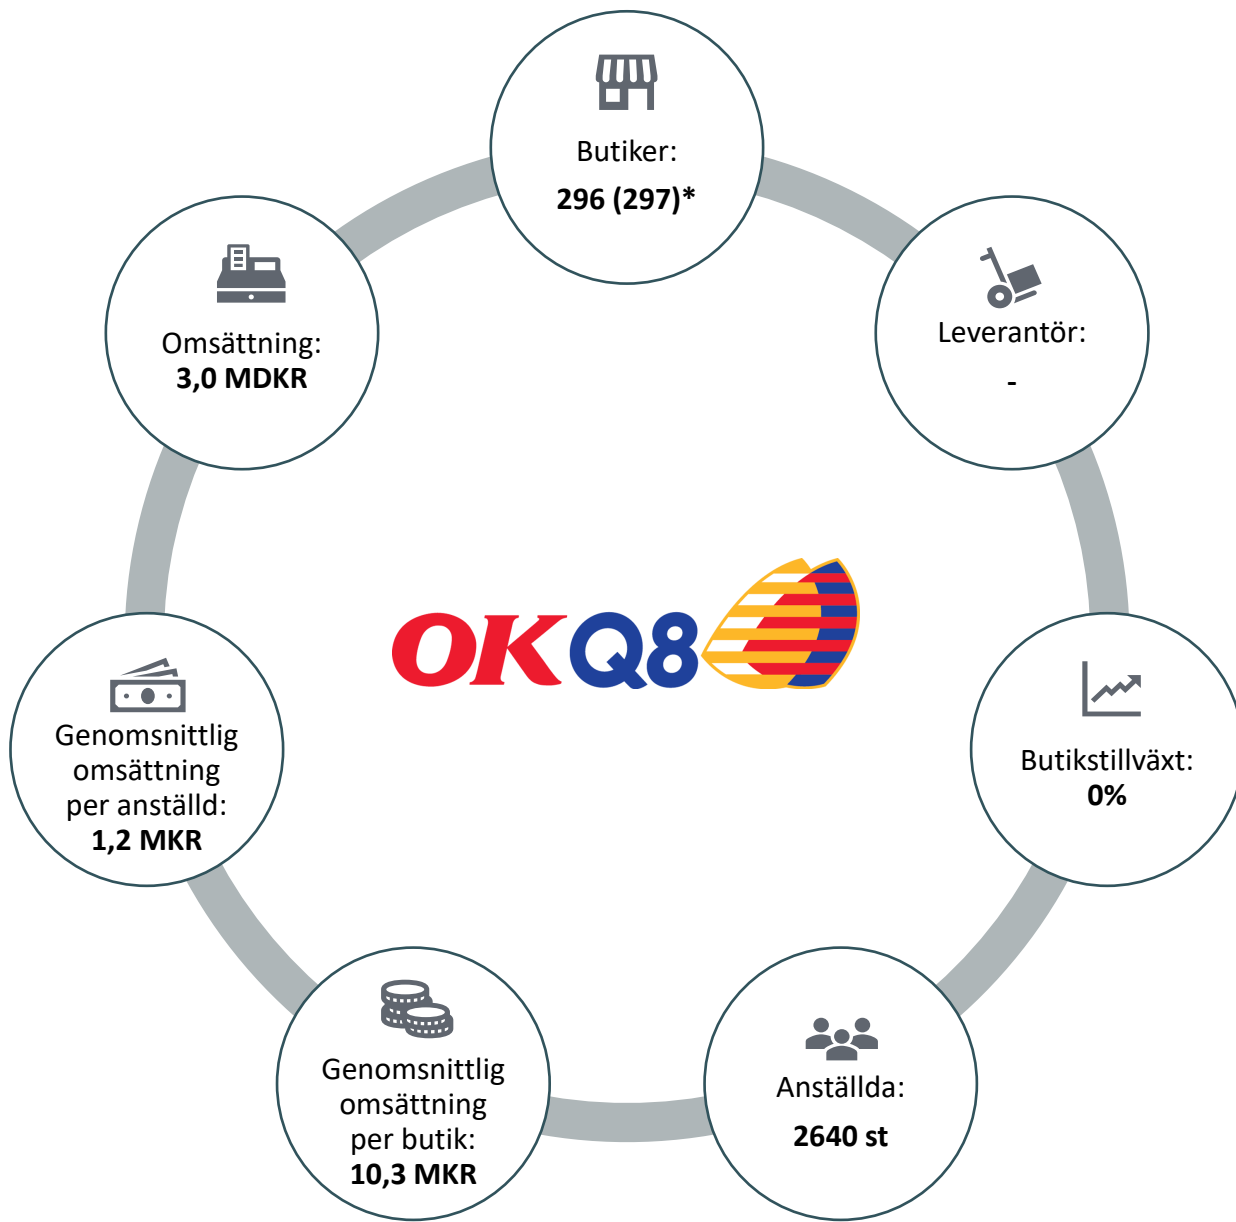 Butiker:
296 (297)*
Leverantör:
-
Butikstillväxt:
0%
Anställda:
2640 st
Genomsnittlig
omsättning
per butik:
10,3 MKR
Genomsnittlig
omsättning
per anställd:
1,2 MKR
Omsättning:
3,0 MDKR
OKQ8